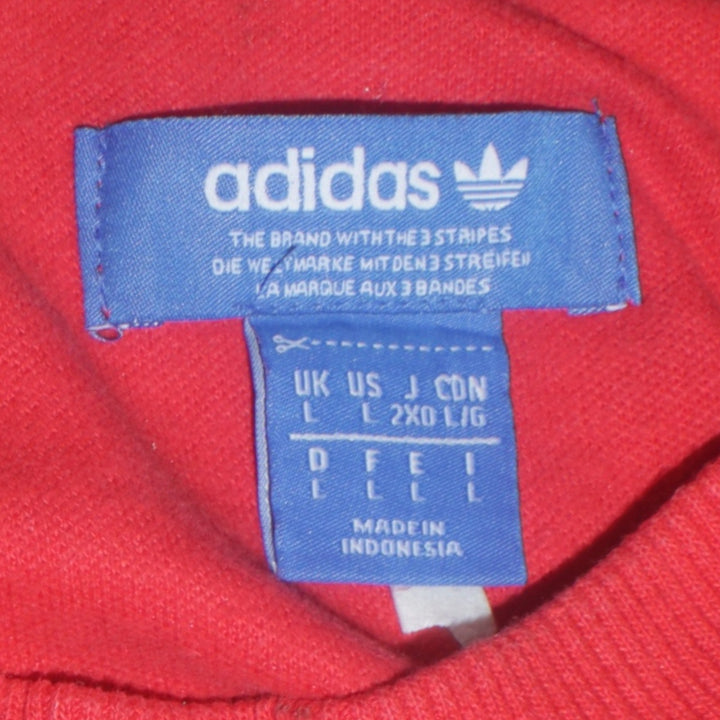 adidas
THE BRAND WITH THE 3 STRIPES
DIE WELTMARKE MIT DEN 3 STREIFEN
LA MARQUE AUX 3 BANDES
UK US J CDN
L L 2XO L/G
D F E I
L L L L
MADE IN
INDONESIA